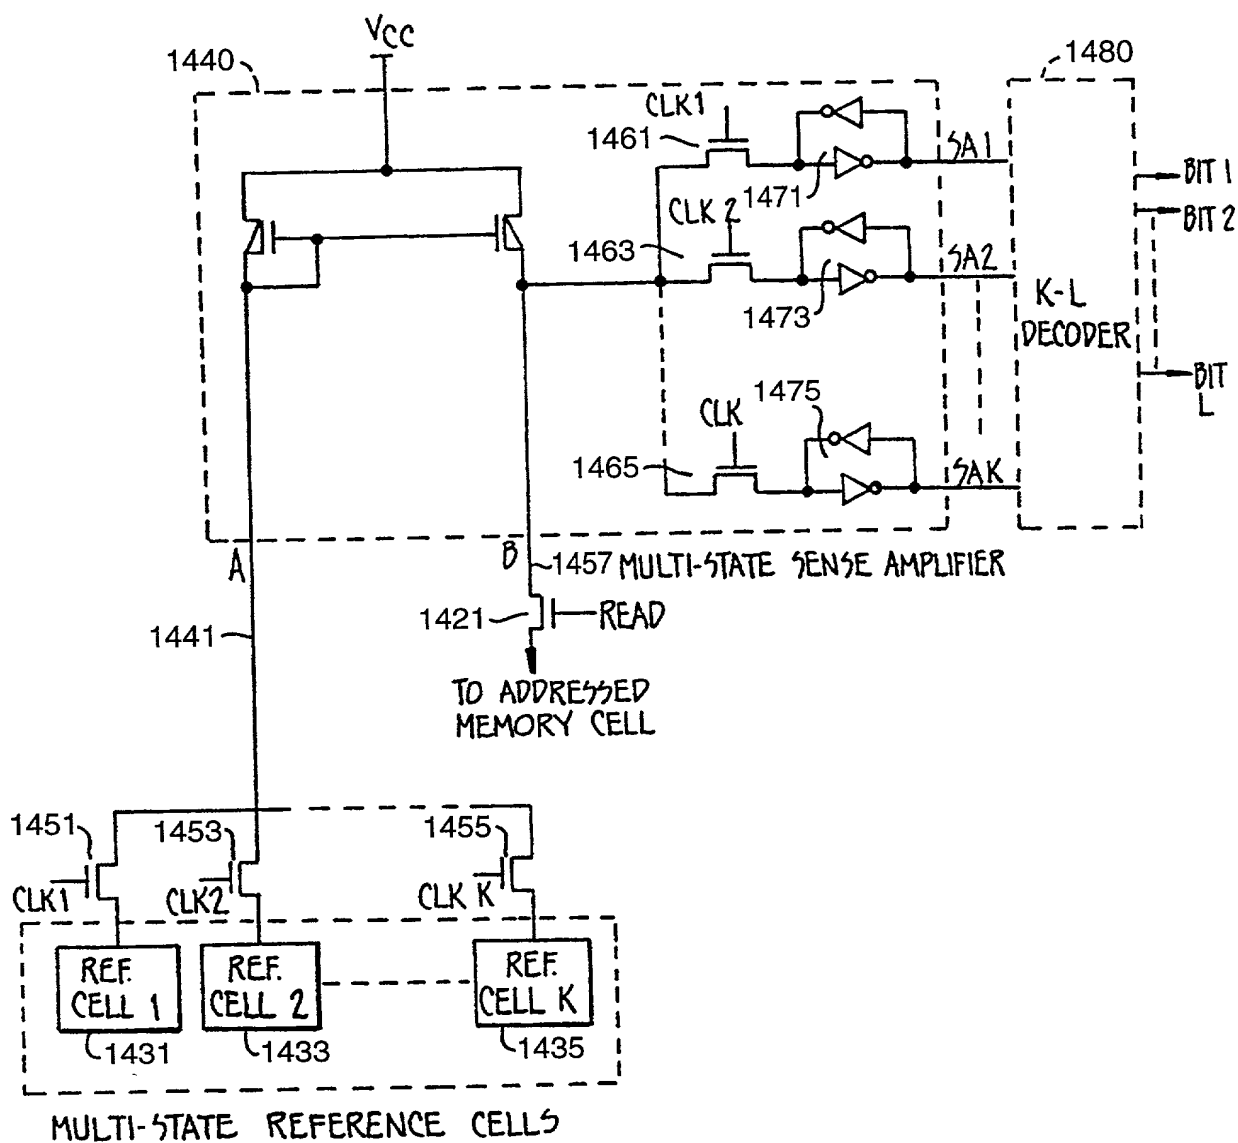 VCC
1440
1480
CLK1
1461
SA1
BIT 1
1471
CLK 2
BIT 2
1463
SA2
1473
K-L
DECODER
1475
BIT
L
CLK
1465
SAK
A
B
1457
MULTI-STATE SENSE AMPLIFIER
1421
READ
1441
TO ADDRESSED
MEMORY CELL
1451
1453
1455
CLK1
CLK2
CLK K
REF.
CELL 1
REF.
CELL 2
REF.
CELL K
1431
1433
1435
MULTI-STATE REFERENCE CELLS